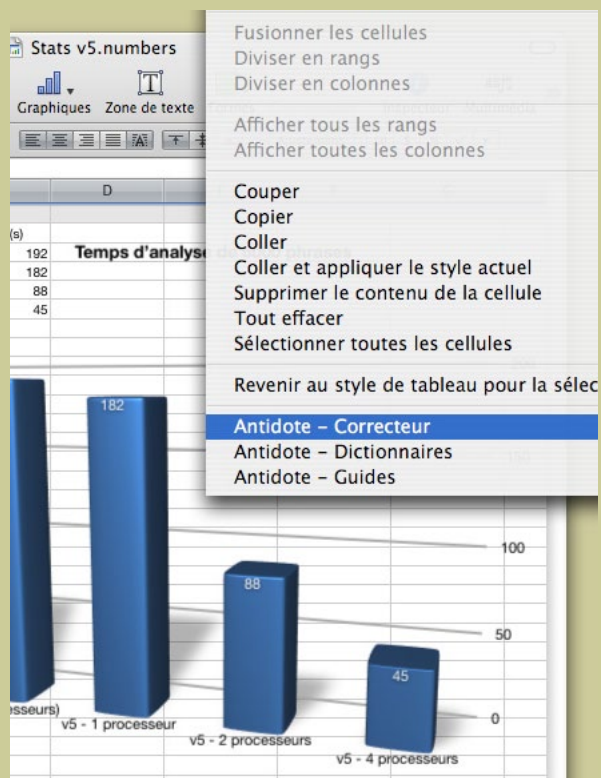 Stats v5.numbers
Graphiques
Zone de texte
D
(s)
192
182
88
45
Temps d'analyse
Fusionner les cellules
Diviser en rangs
Diviser en colonnes
Afficher tous les rangs
Afficher toutes les colonnes
Couper
Copier
Coller
Coller et appliquer le style actuel
Supprimer le contenu de la cellule
Tout effacer
Sélectionner toutes les cellules
Revenir au style de tableau pour la sélec
Antidote – Correcteur
Antidote – Dictionnaires
Antidote – Guides
182
88
45
150
100
50
0
sseurs)
v5 - 1 processeur
v5 - 2 processeurs
v5 - 4 processeurs